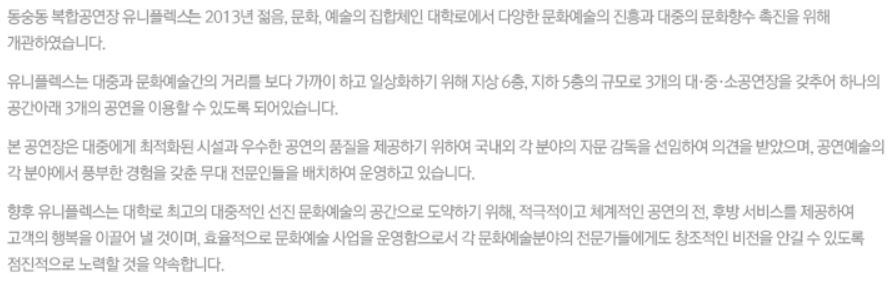 동숭동 복합공연장 유니플렉스는 2013년 젊음, 문화, 예술의 집합체인 대학로에서 다양한 문화예술의 진흥과 대중의 문화향수 촉진을 위해
개관하였습니다.
유니플렉스는 대중과 문화예술간의 거리를 보다 가까이 하고 일상화하기 위해 지상 6층, 지하 5층의 규모로 3개의 대·중·소공연장을 갖추어 하나의
공간아래 3개의 공연을 이용할 수 있도록 되어있습니다.
본 공연장은 대중에게 최적화된 시설과 우수한 공연의 품질을 제공하기 위하여 국내외 각 분야의 자문 감독을 선임하여 의견을 받았으며, 공연예술의
각 분야에서 풍부한 경험을 갖춘 무대 전문인들을 배치하여 운영하고 있습니다.
향후 유니플렉스는 대학로 최고의 대중적인 선진 문화예술의 공간으로 도약하기 위해, 적극적이고 체계적인 공연의 전, 후방 서비스를 제공하여
고객의 행복을 이끌어 낼 것이며, 효율적으로 문화예술 사업을 운영함으로서 각 문화예술분야의 전문가들에게도 창조적인 비전을 안길 수 있도록
점진적으로 노력할 것을 약속합니다.